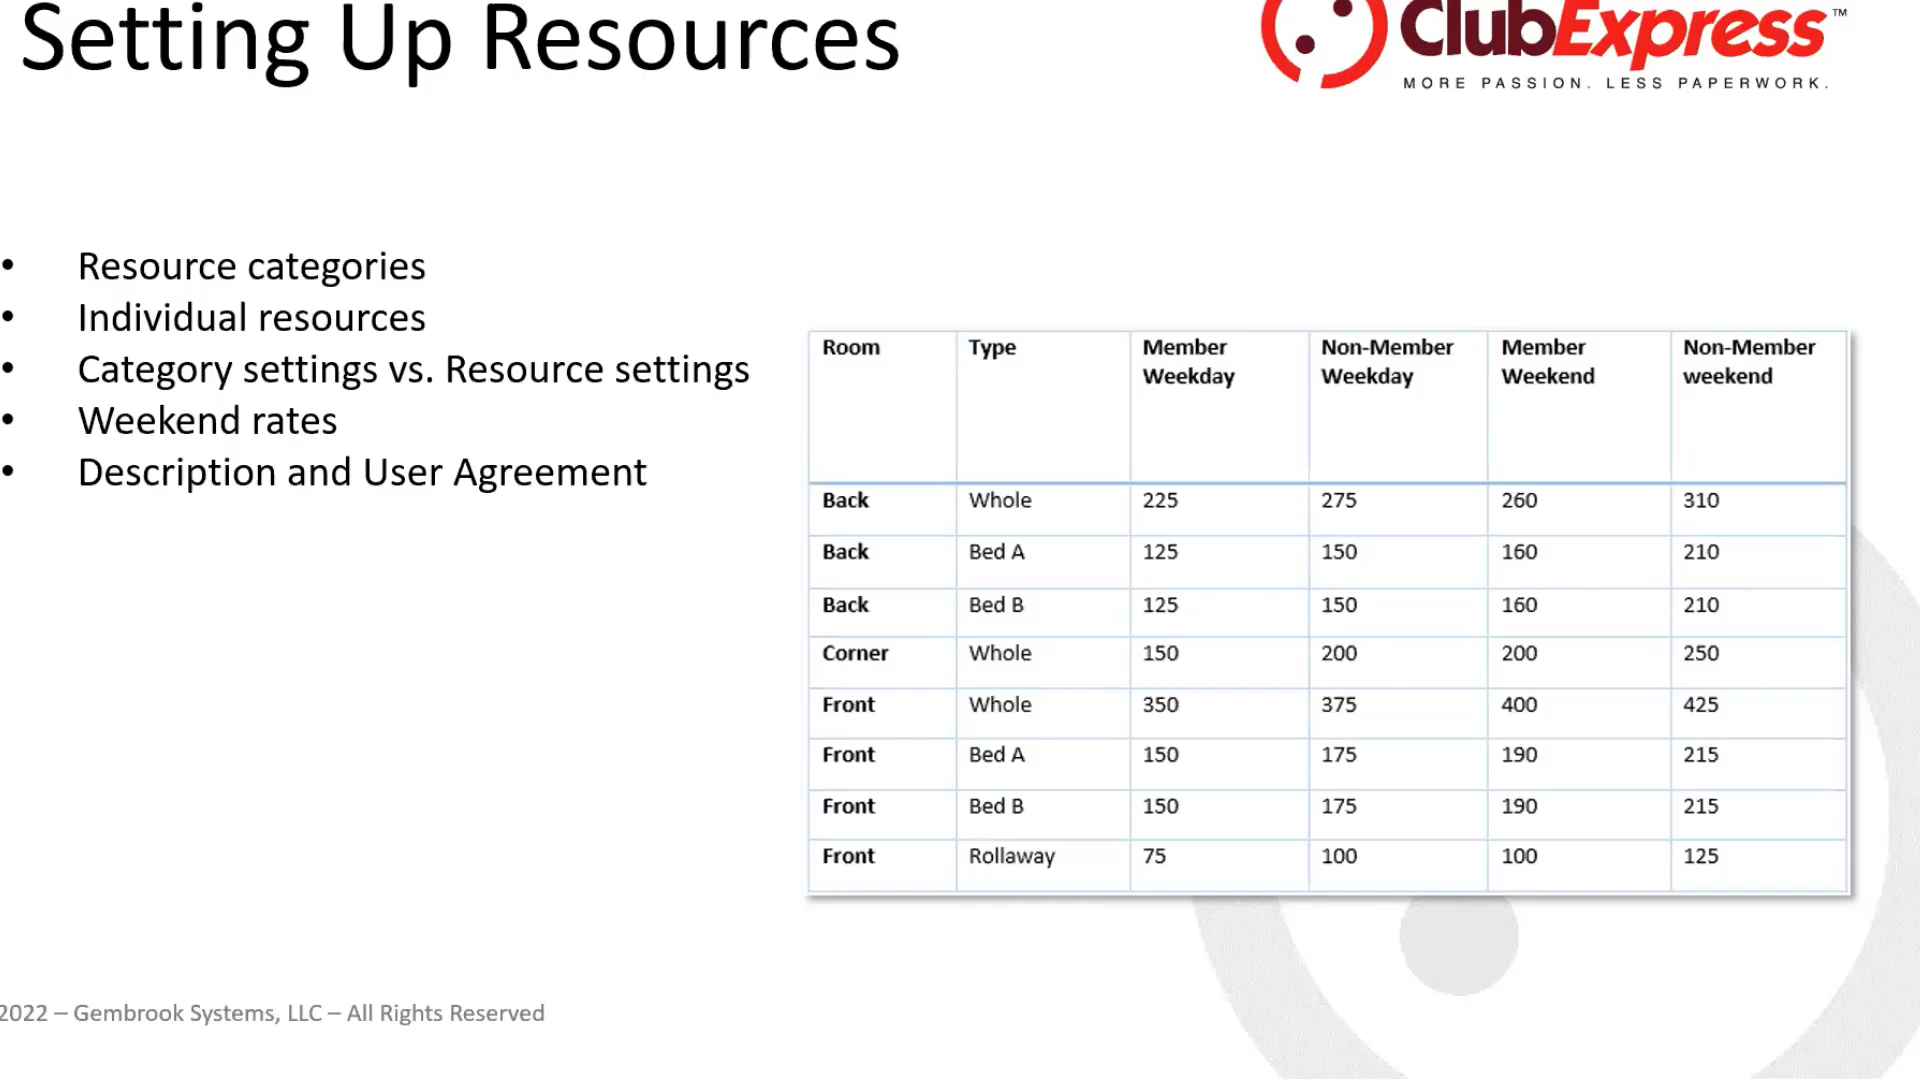 Setting Up Resources
ClubExpress™
MORE PASSION. LESS PAPERWORK.
• Resource categories
• Individual resources
• Category settings vs. Resource settings
• Weekend rates
• Description and User Agreement
Room Type Member Weekday Non-Member Weekday Member Weekend Non-Member weekend
Back Whole 225 275 260 310
Back Bed A 125 150 160 210
Back Bed B 125 150 160 210
Corner Whole 150 200 200 250
Front Whole 350 375 400 425
Front Bed A 150 175 190 215
Front Bed B 150 175 190 215
Front Rollaway 75 100 100 125
2022 – Gembrook Systems, LLC – All Rights Reserved